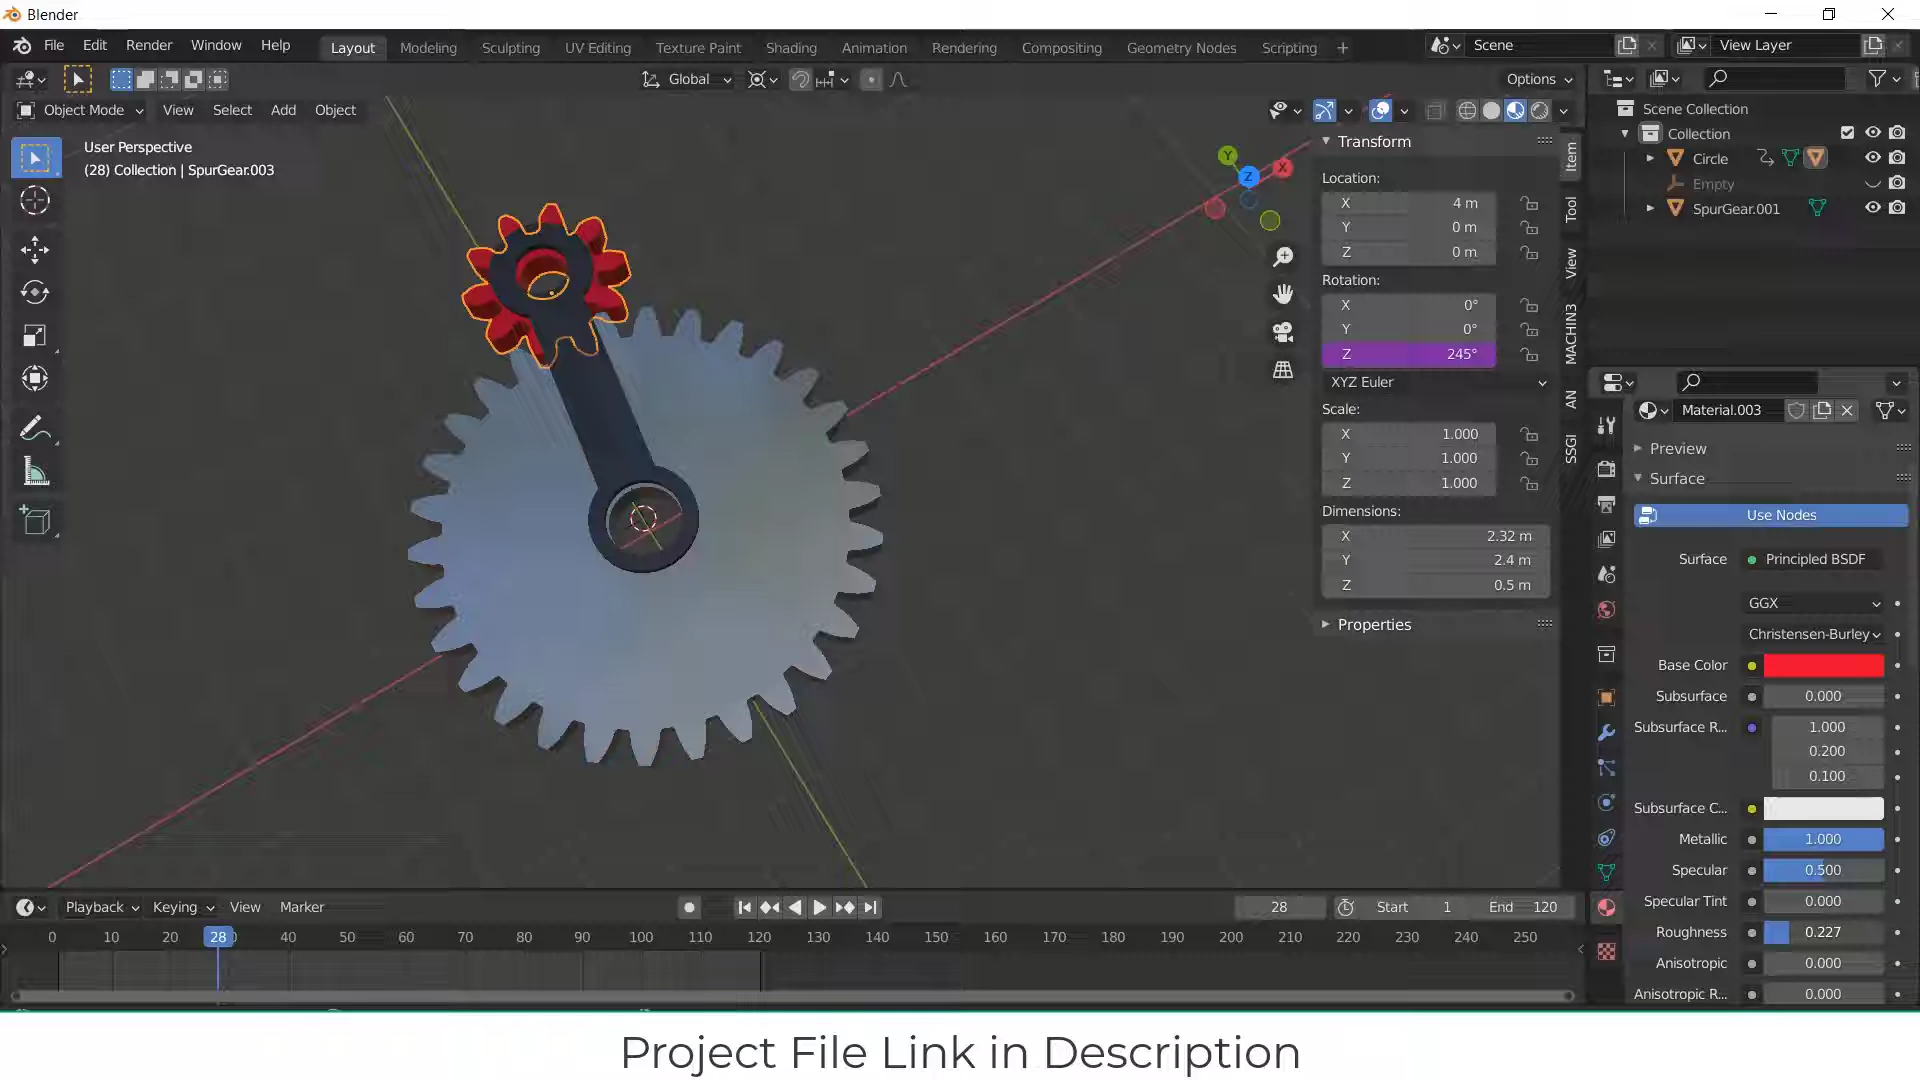 Blender
File Edit Render Window Help Layout Modeling Sculpting UV Editing Texture Paint Shading Animation Rendering Compositing Geometry Nodes Scripting + Scene View Layer
Global Options
Object Mode View Select Add Object
User Perspective
(28) Collection | SpurGear.003
Y
Z
X
Transform
Location:
X 4 m
Y 0 m
Z 0 m
Rotation:
X 0°
Y 0°
Z 245°
XYZ Euler
Scale:
X 1.000
Y 1.000
Z 1.000
Dimensions:
X 2.32 m
Y 2.4 m
Z 0.5 m
Properties
Item
Tool
View
MACHIN3
AN
SSGI
Scene Collection
Collection
Circle
Empty
SpurGear.001
Material.003
Preview
Surface
Use Nodes
Surface Principled BSDF
GGX
Christensen-Burley
Base Color
Subsurface 0.000
Subsurface R... 1.000
0.200
0.100
Subsurface C...
Metallic 1.000
Specular 0.500
Specular Tint 0.000
Roughness 0.227
Anisotropic 0.000
Anisotropic R... 0.000
Playback Keying View Marker 28 Start 1 End 120
0 10 20 28 0 40 50 60 70 80 90 100 110 120 130 140 150 160 170 180 190 200 210 220 230 240 250
Project File Link in Description